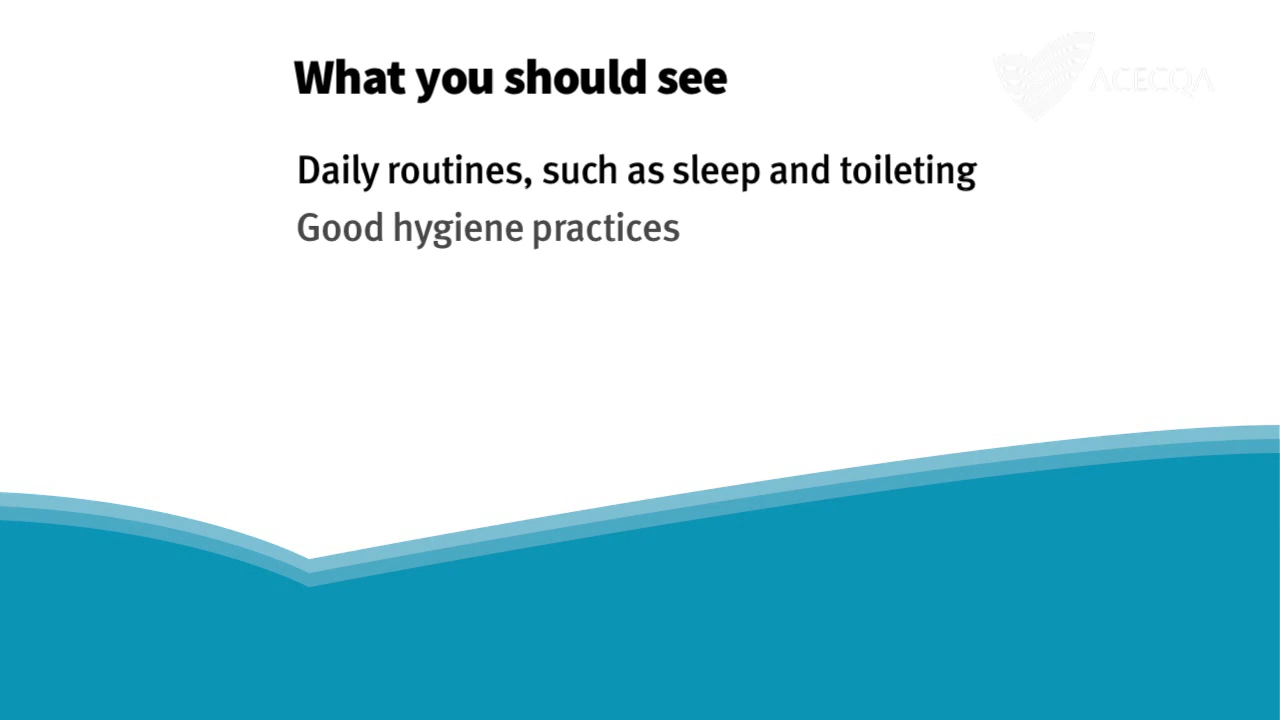 What you should see
ACECQA
Daily routines, such as sleep and toileting
Good hygiene practices